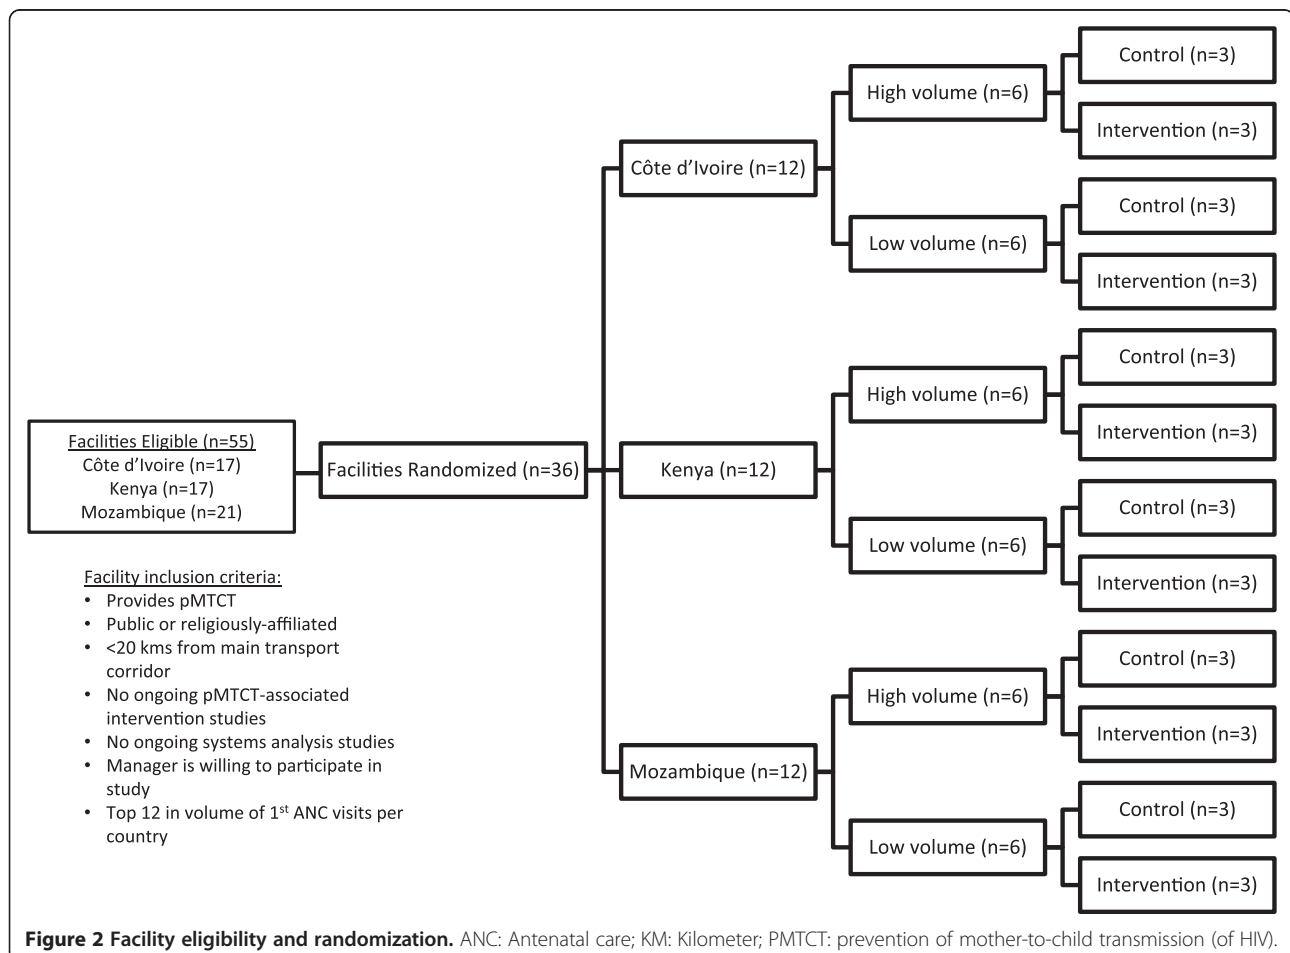 Facilities Eligible (n=55)
Côte d’Ivoire (n=17)
Kenya (n=17)
Mozambique (n=21)
Facility inclusion criteria:
• Provides pMTCT
• Public or religiously-affiliated
• <20 kms from main transport
corridor
• No ongoing pMTCT-associated
intervention studies
• No ongoing systems analysis studies
• Manager is willing to participate in
study
• Top 12 in volume of 1st ANC visits per
country
Facilities Randomized (n=36)
Côte d’Ivoire (n=12)
High volume (n=6)
Control (n=3)
Intervention (n=3)
Low volume (n=6)
Control (n=3)
Intervention (n=3)
Kenya (n=12)
High volume (n=6)
Control (n=3)
Intervention (n=3)
Low volume (n=6)
Control (n=3)
Intervention (n=3)
Mozambique (n=12)
High volume (n=6)
Control (n=3)
Intervention (n=3)
Low volume (n=6)
Control (n=3)
Intervention (n=3)
Figure 2 Facility eligibility and randomization. ANC: Antenatal care; KM: Kilometer; PMTCT: prevention of mother-to-child transmission (of HIV).